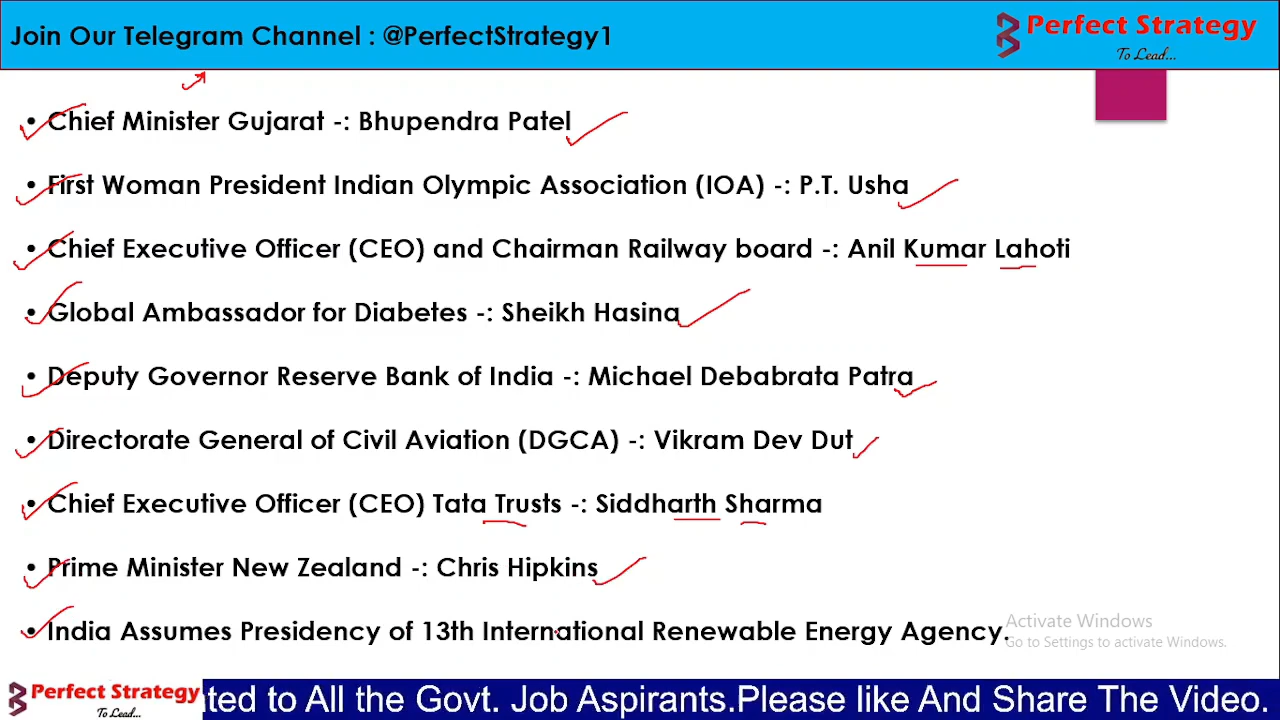 Join Our Telegram Channel : @PerfectStrategy1
Perfect Strategy
To Lead...
• Chief Minister Gujarat -: Bhupendra Patel
• First Woman President Indian Olympic Association (IOA) -: P.T. Usha
• Chief Executive Officer (CEO) and Chairman Railway board -: Anil Kumar Lahoti
• Global Ambassador for Diabetes -: Sheikh Hasina
• Deputy Governor Reserve Bank of India -: Michael Debabrata Patra
• Directorate General of Civil Aviation (DGCA) -: Vikram Dev Dut
• Chief Executive Officer (CEO) Tata Trusts -: Siddharth Sharma
• Prime Minister New Zealand -: Chris Hipkins
• India Assumes Presidency of 13th International Renewable Energy Agency.
Activate Windows
Go to Settings to activate Windows.
Perfect Strategy
To Lead...
ted to All the Govt. Job Aspirants.Please like And Share The Video.